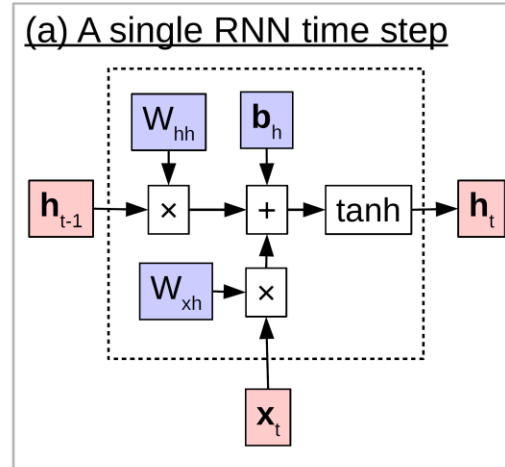 (a) A single RNN time step
W_hh b_h
h_t-1 × + tanh h_t
W_xh ×
x_t